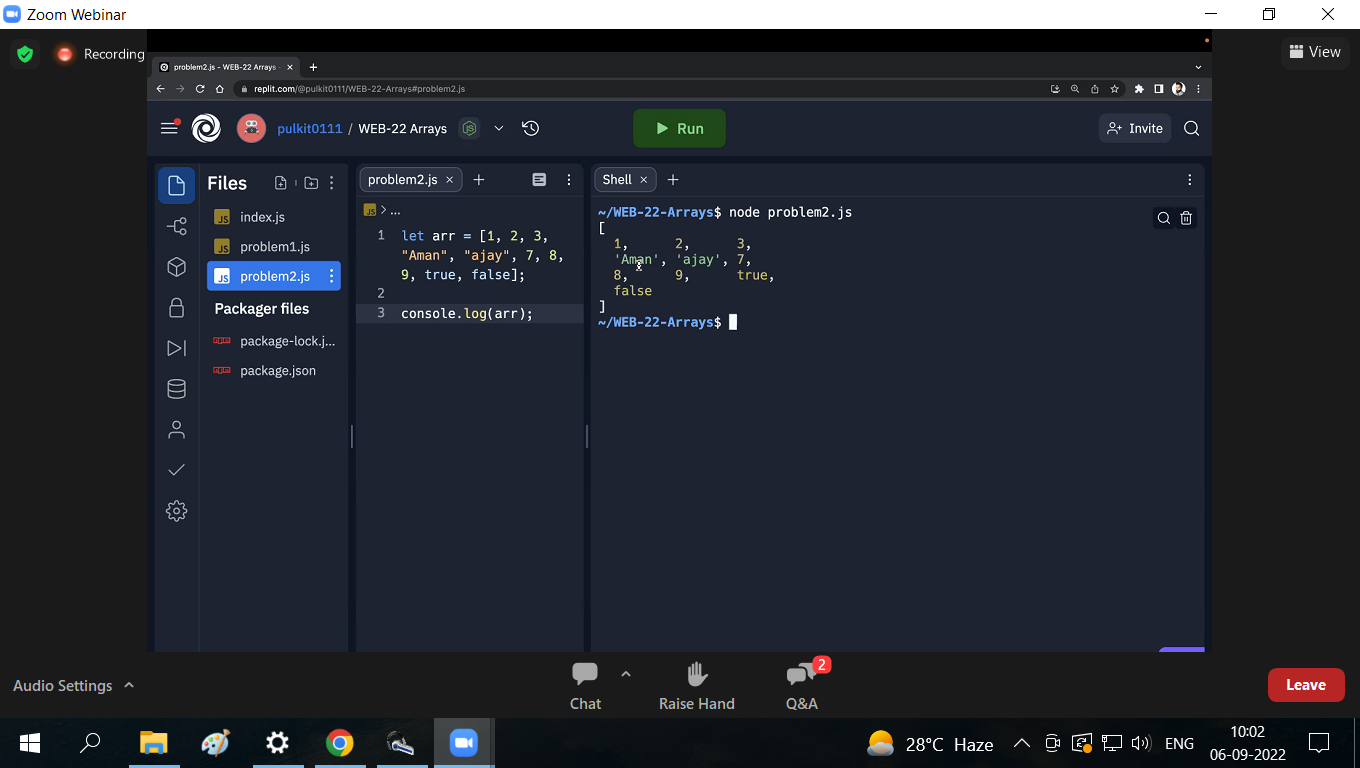 Zoom Webinar
Recording
View
problem2.js - WEB-22 Arrays -
replit.com/@pulkit0111/WEB-22-Arrays#problem2.js
pulkit0111 / WEB-22 Arrays
Run
Invite
Files
index.js
problem1.js
problem2.js
Packager files
package-lock.j...
package.json
problem2.js
JS > ...
1 let arr = [1, 2, 3,
"Aman", "ajay", 7, 8,
9, true, false];
2
3 console.log(arr);
Shell
~/WEB-22-Arrays$ node problem2.js
[
1, 2, 3,
'Aman', 'ajay', 7,
8, 9, true,
false
]
~/WEB-22-Arrays$
Audio Settings
Chat
Raise Hand
2
Q&A
Leave
28°C Haze
ENG
10:02
06-09-2022